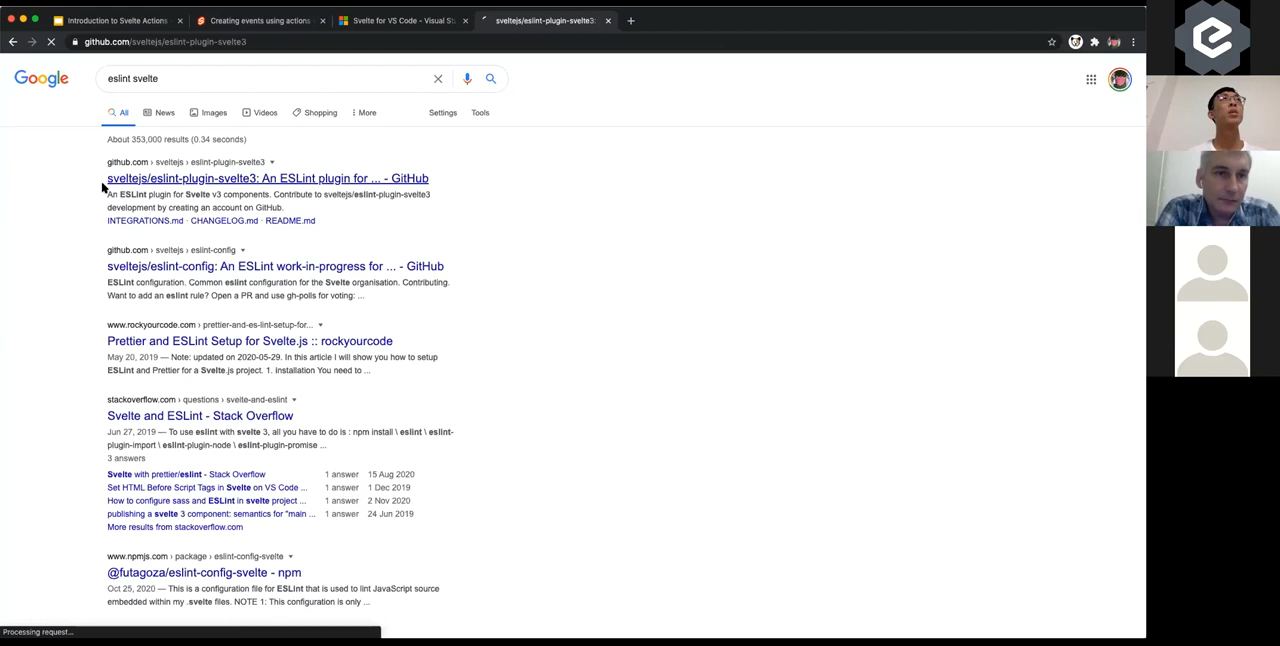 Introduction to Svelte Actions
Creating events using actions
Svelte for VS Code - Visual St
sveltejs/eslint-plugin-svelte3:
github.com/sveltejs/eslint-plugin-svelte3
Google
eslint svelte
All
News
Images
Videos
Shopping
More
Settings
Tools
About 353,000 results (0.34 seconds)
github.com › sveltejs › eslint-plugin-svelte3
sveltejs/eslint-plugin-svelte3: An ESLint plugin for ... - GitHub
An ESLint plugin for Svelte v3 components. Contribute to sveltejs/eslint-plugin-svelte3
development by creating an account on GitHub.
INTEGRATIONS.md · CHANGELOG.md · README.md
github.com › sveltejs › eslint-config
sveltejs/eslint-config: An ESLint work-in-progress for ... - GitHub
ESLint configuration. Common eslint configuration for the Svelte organisation. Contributing.
Want to add an eslint rule? Open a PR and use gh-polls for voting: ...
www.rockyourcode.com › prettier-and-es-lint-setup-for...
Prettier and ESLint Setup for Svelte.js :: rockyourcode
May 20, 2019 — Note: updated on 2020-05-29. In this article I will show you how to setup
ESLint and Prettier for a Svelte.js project. 1. Installation You need to ...
stackoverflow.com › questions › svelte-and-eslint
Svelte and ESLint - Stack Overflow
Jun 27, 2019 — To use eslint with svelte 3, all you have to do is : npm install \ eslint \ eslint-
plugin-import \ eslint-plugin-node \ eslint-plugin-promise ...
3 answers
Svelte with prettier/eslint - Stack Overflow 1 answer 15 Aug 2020
Set HTML Before Script Tags in Svelte on VS Code ... 1 answer 1 Dec 2019
How to configure sass and ESLint in svelte project ... 1 answer 2 Nov 2020
publishing a svelte 3 component: semantics for "main ... 1 answer 24 Jun 2019
More results from stackoverflow.com
www.npmjs.com › package › eslint-config-svelte
@futagoza/eslint-config-svelte - npm
Oct 25, 2020 — This is a configuration file for ESLint that is used to lint JavaScript source
embedded within my .svelte files. NOTE 1: This configuration is only ...
Processing request...